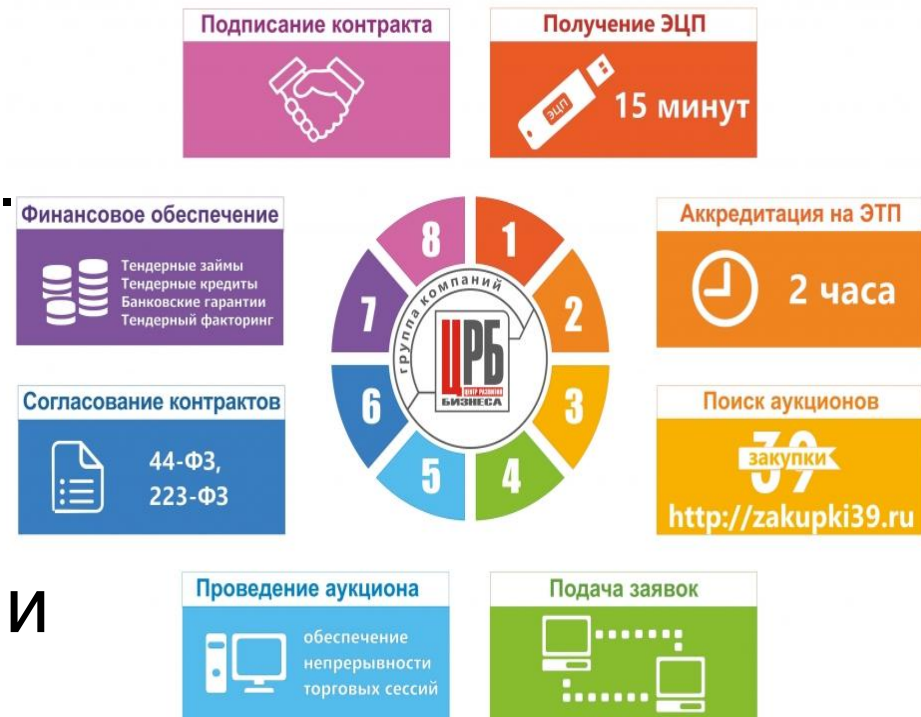 Подписание контракта
Получение ЭЦП
ЭЦП
15 минут
.
Финансовое обеспечение
Тендерные займы
Тендерные кредиты
Банковские гарантии
Тендерный факторинг
Аккредитация на ЭТП
2 часа
8
1
7
2
6
3
5
4
группа компаний
ЦРБ
ЦЕНТР РАЗВИТИЯ
БИЗНЕСА
Согласование контрактов
44-ФЗ,
223-ФЗ
Поиск аукционов
39
закупки
http://zakupki39.ru
и
Проведение аукциона
обеспечение
непрерывности
торговых сессий
Подача заявок